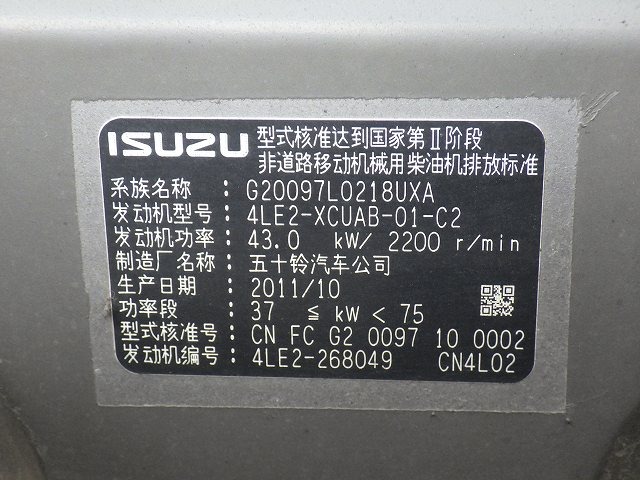 ISUZU 型式核准达到国家第Ⅱ阶段
非道路移动机械用柴油机排放标准
系族名称：G20097L0218UXA
发动机型号：4LE2-XCUAB-01-C2
发动机功率：43.0 kW/ 2200 r/min
制造厂名称：五十铃汽车公司
生产日期：2011/10
功率段：37 ≦ kW < 75
型式核准号：CN FC G2 0097 10 0002
发动机编号：4LE2-268049 CN4L02